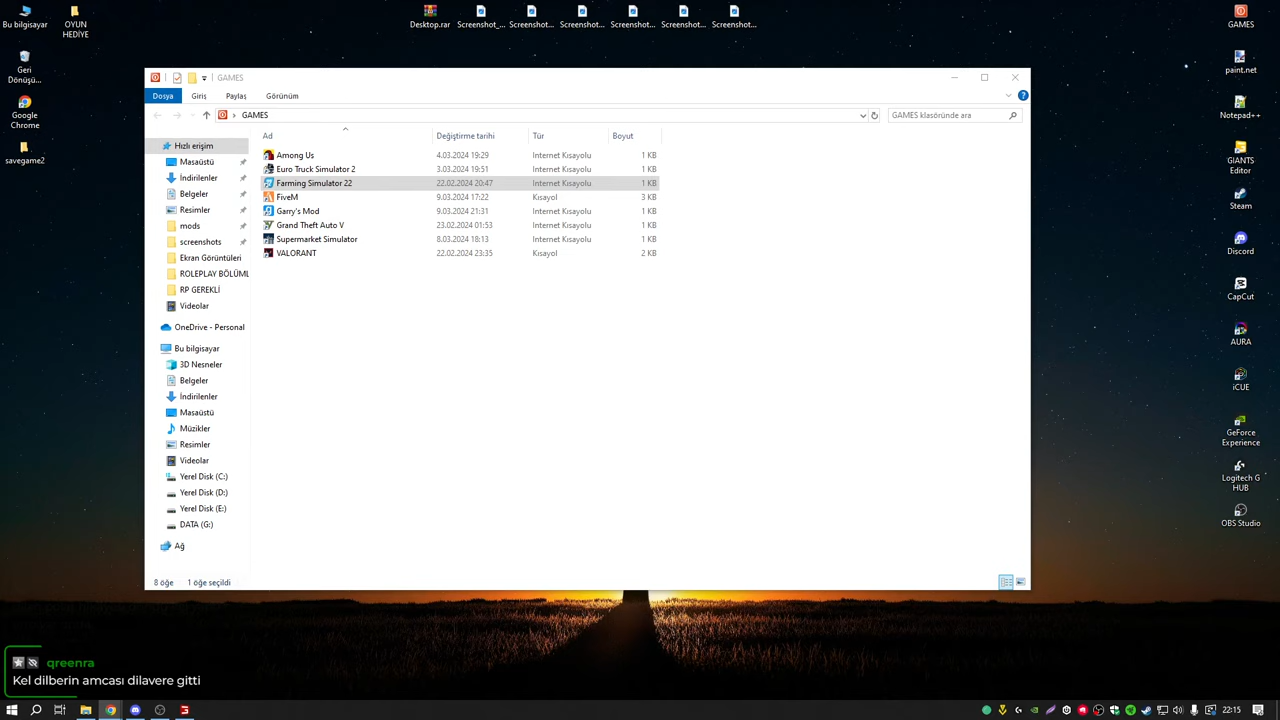 Bu bilgisayar
OYUN
HEDİYE
Desktop.rar
Screenshot_...
Screenshot...
Screenshot...
Screenshot...
Screenshot...
Screenshot...
GAMES
Geri
Dönüşü...
Google
Chrome
savegame2
paint.net
Notepad++
GIANTS
Editor
Steam
Discord
CapCut
AURA
iCUE
GeForce
Experience
Logitech G
HUB
OBS Studio
GAMES
Dosya Giriş Paylaş Görünüm
GAMES
GAMES klasöründe ara
Ad Değiştirme tarihi Tür Boyut
Among Us 4.03.2024 19:29 Internet Kısayolu 1 KB
Euro Truck Simulator 2 3.03.2024 19:51 Internet Kısayolu 1 KB
Farming Simulator 22 22.02.2024 20:47 Internet Kısayolu 1 KB
FiveM 9.03.2024 17:22 Kısayol 3 KB
Garry's Mod 9.03.2024 21:31 Internet Kısayolu 1 KB
Grand Theft Auto V 23.02.2024 01:53 Internet Kısayolu 1 KB
Supermarket Simulator 8.03.2024 18:13 Internet Kısayolu 1 KB
VALORANT 22.02.2024 23:35 Kısayol 2 KB
Hızlı erişim
Masaüstü
İndirilenler
Belgeler
Resimler
mods
screenshots
Ekran Görüntüleri
ROLEPLAY BÖLÜML
RP GEREKLİ
Videolar
OneDrive - Personal
Bu bilgisayar
3D Nesneler
Belgeler
İndirilenler
Masaüstü
Müzikler
Resimler
Videolar
Yerel Disk (C:)
Yerel Disk (D:)
Yerel Disk (E:)
DATA (G:)
Ağ
8 öğe 1 öğe seçildi
qreenra
Kel dilberin amcası dilavere gitti
22:15